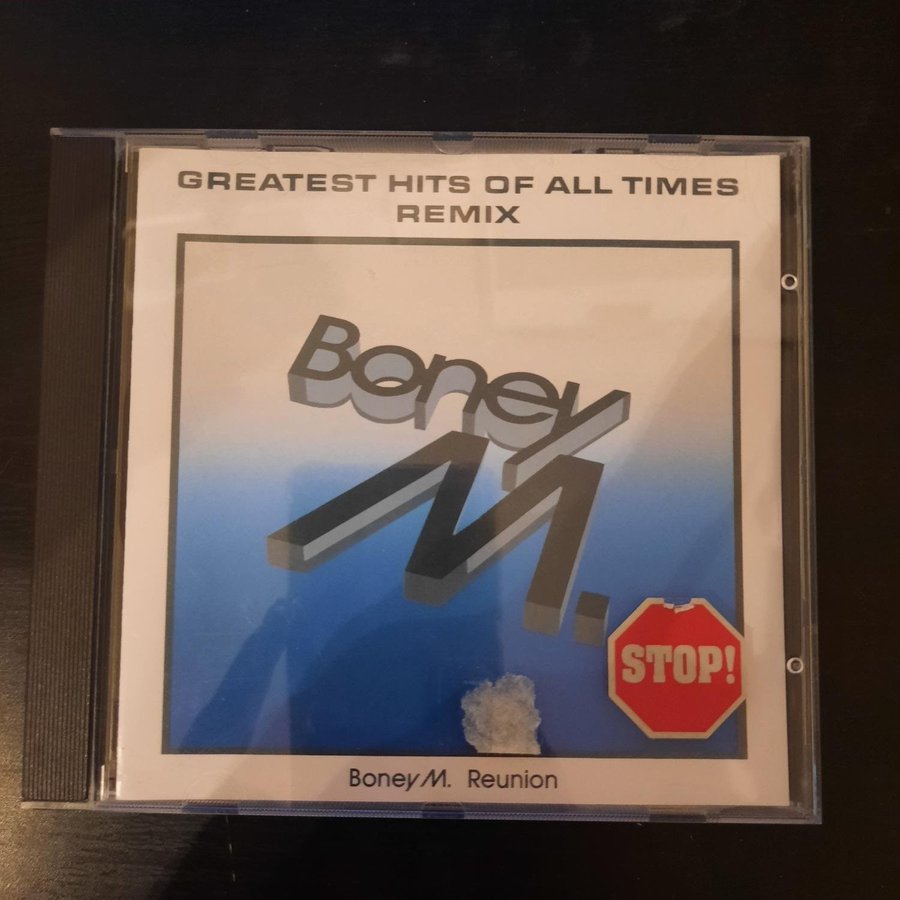 GREATEST HITS OF ALL TIMES
REMIX
Boney
M.
STOP!
Boney M. Reunion